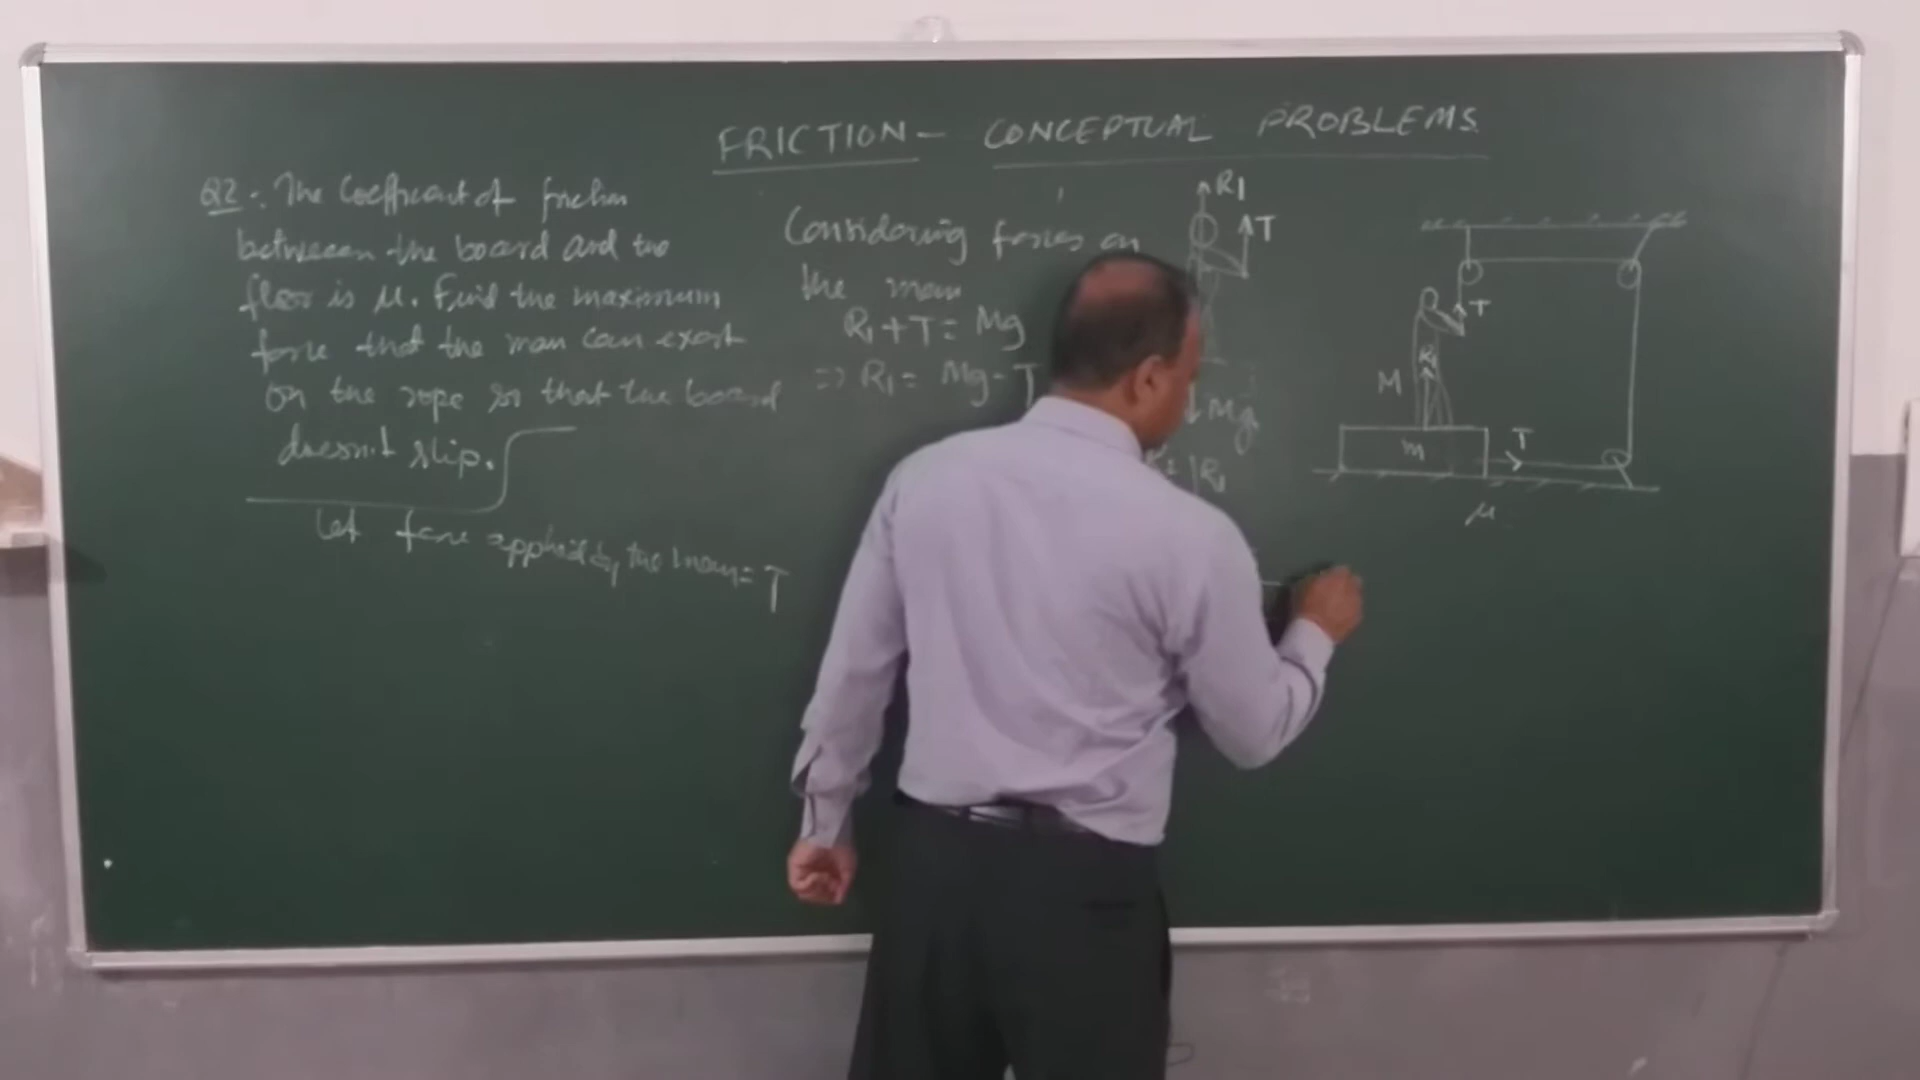 FRICTION - CONCEPTUAL PROBLEMS
Q2:. The Coefficient of friction
between the board and the
floor is μ. Find the maximum
force that the man can exert
on the rope so that the board
doesn't slip.
Let force applied by the man = T
Considering forces on
the man
R1 + T = Mg
=> R1 = Mg - T
R1
T
Mg
R1
T
R1
M
m
T
μ